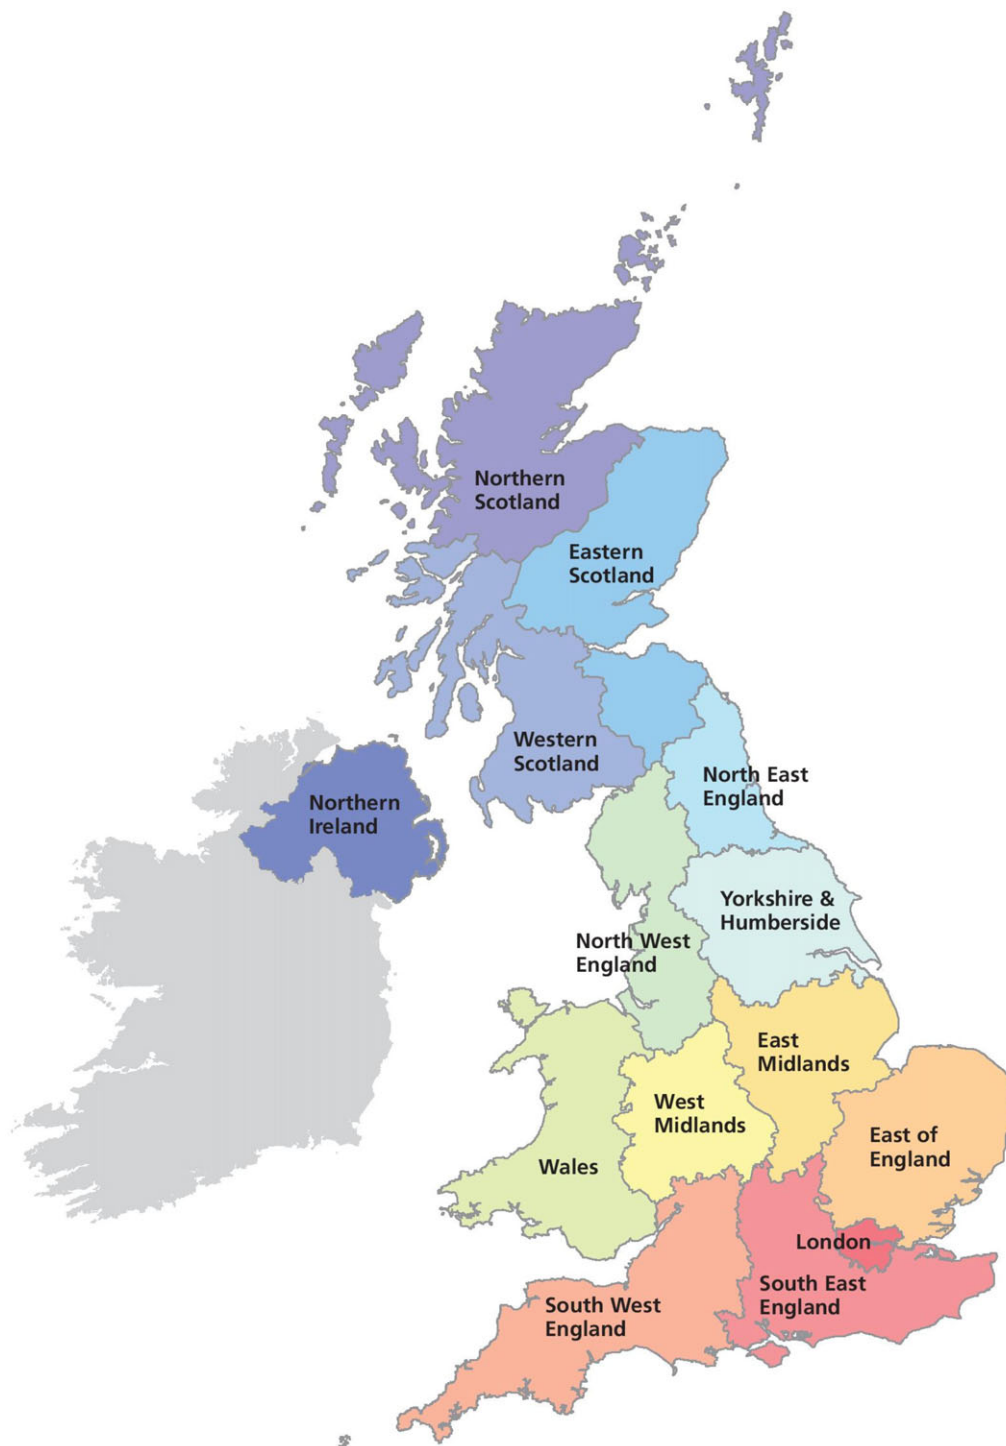 Northern
Scotland
Eastern
Scotland
Western
Scotland
North East
England
Northern
Ireland
Yorkshire &
Humberside
North West
England
East
Midlands
West
Midlands
East of
England
Wales
London
South East
England
South West
England